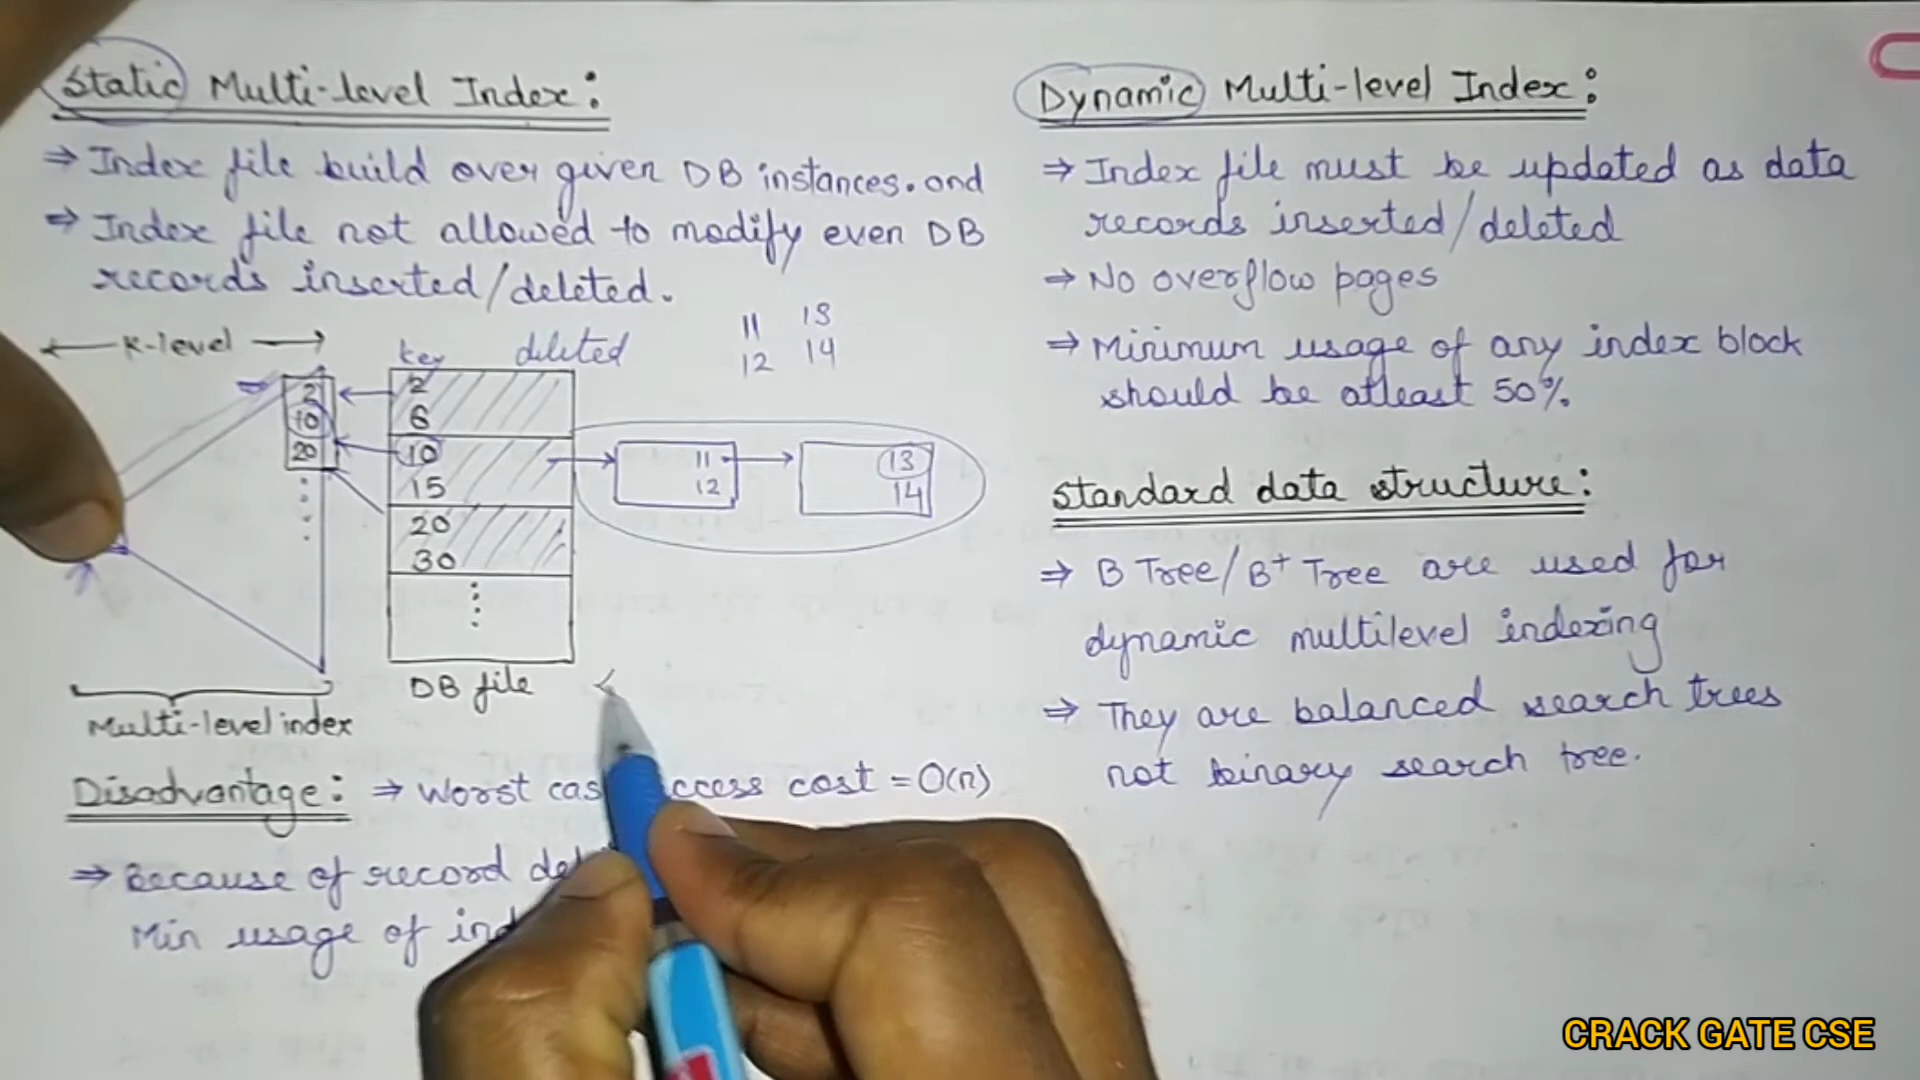 Static Multi-level Index:
⇒ Index file build over given DB instances. and
⇒ Index file not allowed to modify even DB
records inserted/deleted.
← K-level →
key
deleted
11 13
12 14
2
10
20
2
6
10
15
20
30
11
12
13
14
DB file
Multi-level index
Disadvantage: ⇒ Worst cas ccess cost = O(n)
⇒ Because of record
Min usage of
Dynamic Multi-level Index:
⇒ Index file must be updated as data
records inserted/deleted
⇒ No overflow pages
⇒ Minimum usage of any index block
should be atleast 50%.
Standard data structure:
⇒ B Tree/B+ Tree are used for
dynamic multilevel indexing
⇒ They are balanced search trees
not binary search tree.
CRACK GATE CSE